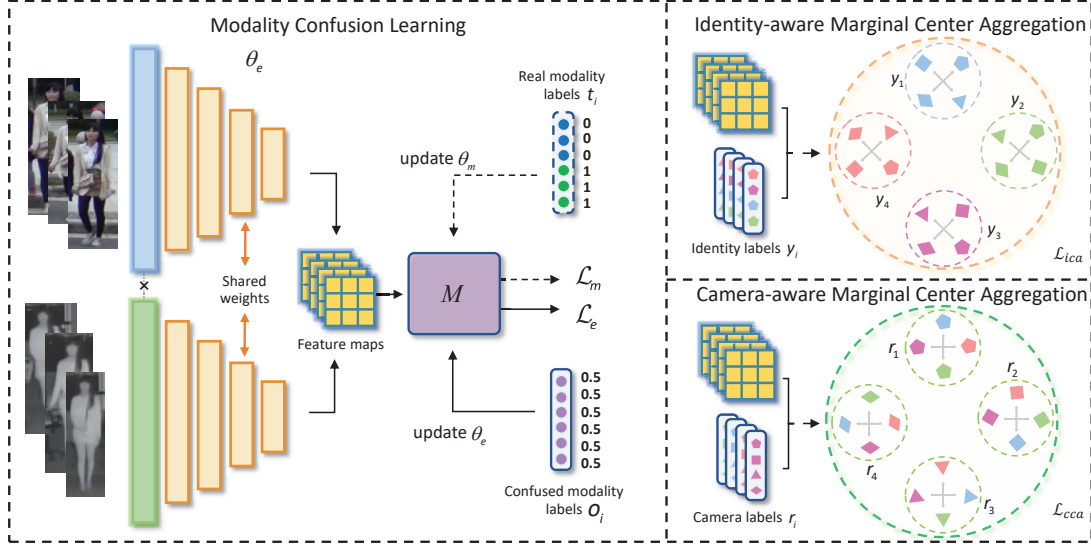 Modality Confusion Learning
θe
Real modality
labels ti
0
0
0
1
1
1
update θm
Shared
weights
×
M
Lm
Le
Feature maps
update θe
0.5
0.5
0.5
0.5
0.5
0.5
Confused modality
labels oi
Identity-aware Marginal Center Aggregation
y1
y2
y4
y3
Identity labels yi
Lica
Camera-aware Marginal Center Aggregation
r1
r2
r4
r3
Camera labels ri
Lcca